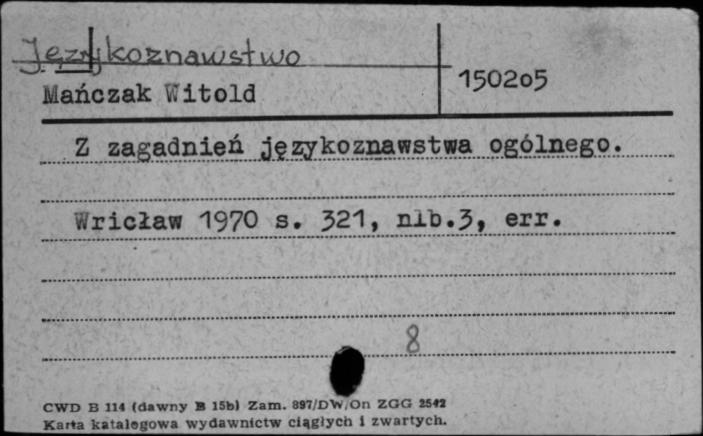 Językoznawstwo
Mańczak Witold
150205
Z zagadnień językoznawstwa ogólnego.
Wricław 1970 s. 321, nlb.3, err.
8
CWD B 114 (dawny B 15b) Zam. 897/DW/On ZGG 2542
Karta katalogowa wydawnictw ciągłych i zwartych.